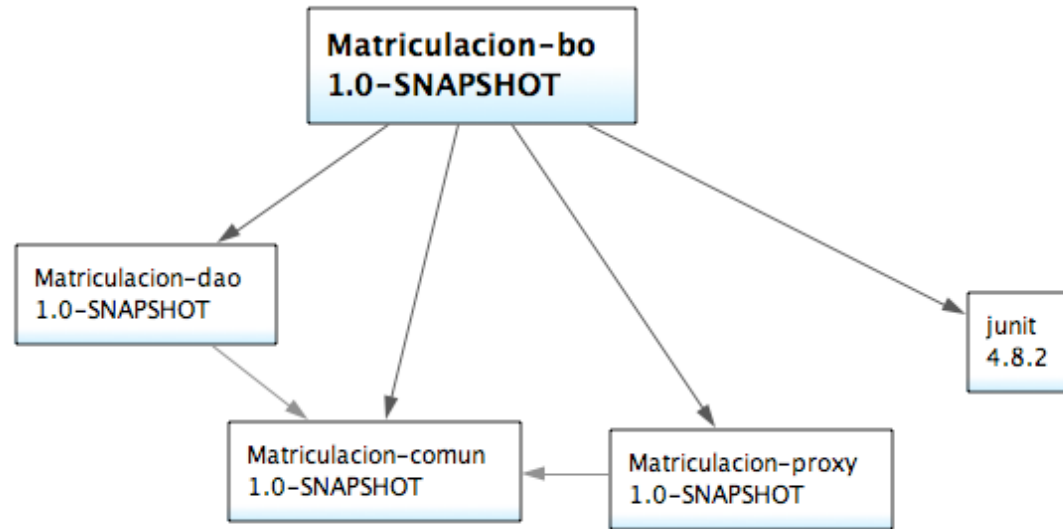 Matriculacion-bo
1.0-SNAPSHOT
Matriculacion-dao
1.0-SNAPSHOT
junit
4.8.2
Matriculacion-comun
1.0-SNAPSHOT
Matriculacion-proxy
1.0-SNAPSHOT